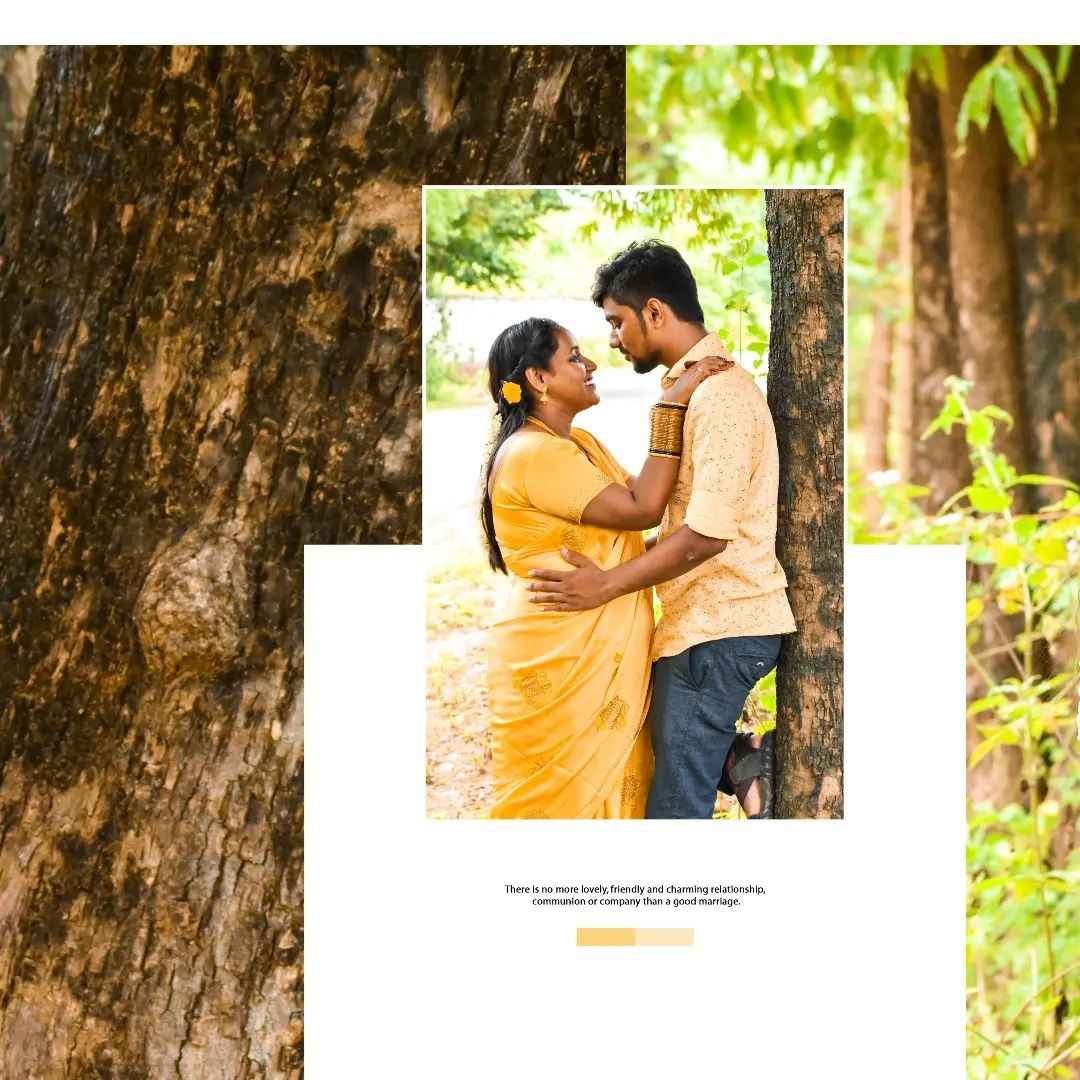 There is no more lovely, friendly and charming relationship,
communion or company than a good marriage.